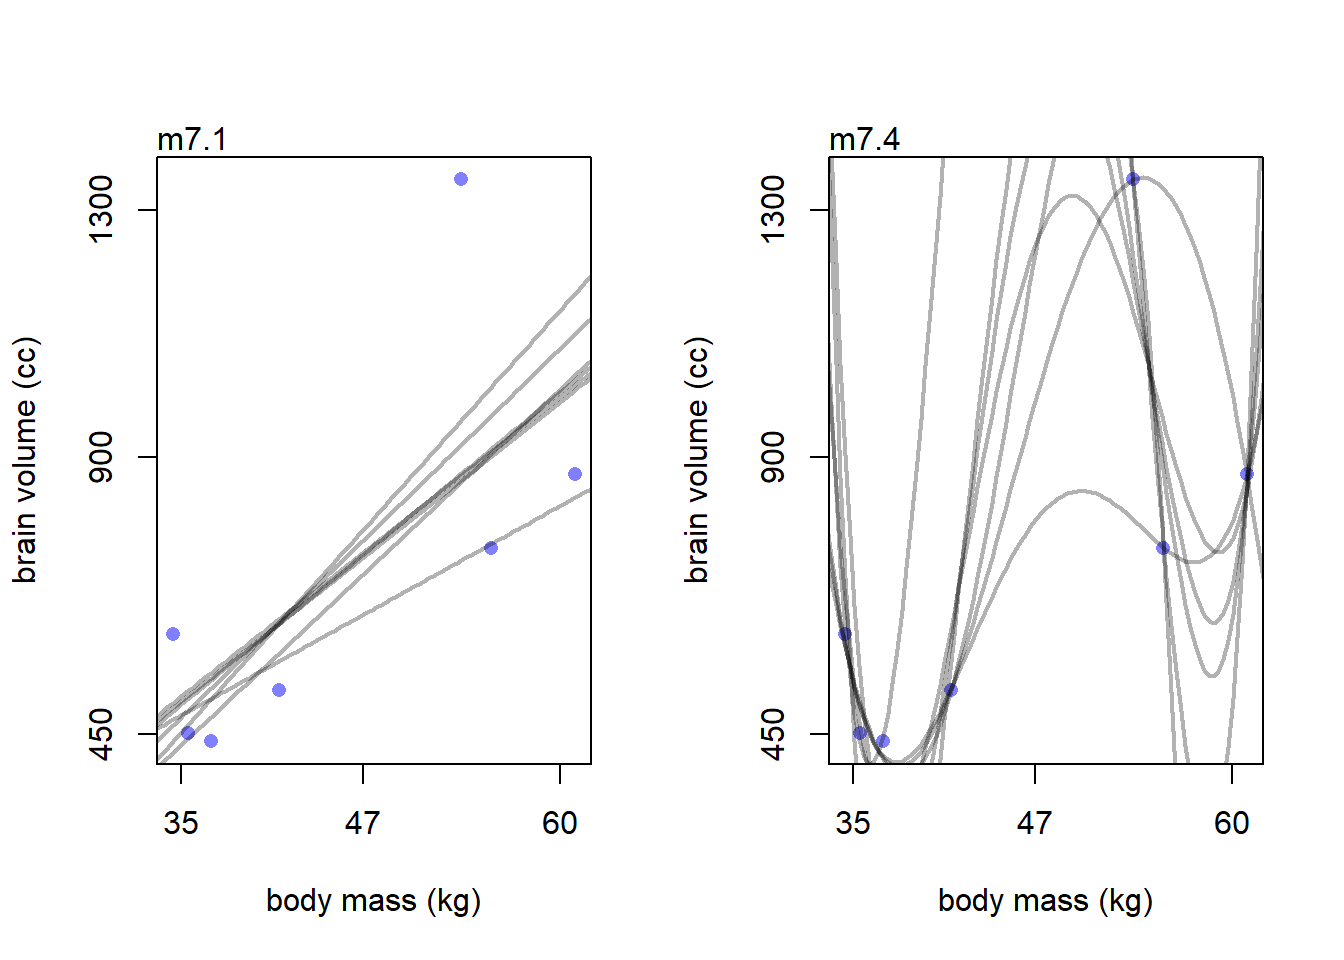 m7.1
1300
900
450
brain volume (cc)
35 47 60
body mass (kg)
m7.4
1300
900
450
brain volume (cc)
35 47 60
body mass (kg)